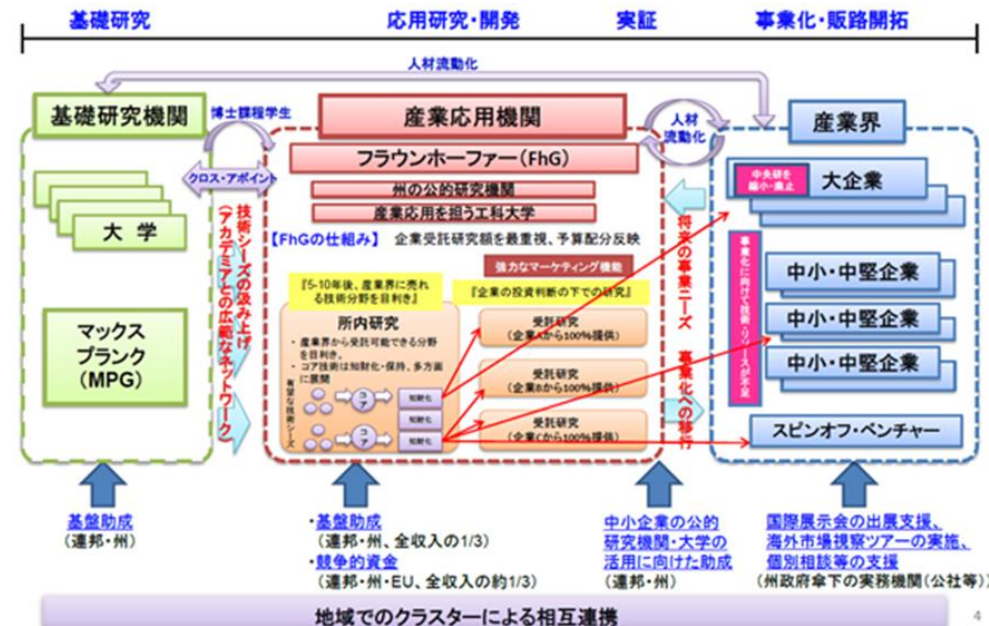 基礎研究
応用研究・開発
実証
事業化・販路開拓
人材流動化
基礎研究機関
博士課程学生
産業応用機関
人材
流動化
産業界
クロス・アポイント
フラウンホーファー(FhG)
州の公的研究機関
産業応用を担う工科大学
中央研を
縮小・廃止
大企業
大 学
マックス
プランク
(MPG)
技術シーズの汲み上げ
(アカデミアとの広範なネットワーク)
【FhGの仕組み】 企業受託研究額を最重視、予算配分反映
強力なマーケティング機能
『5-10年後、産業界に売れ
る技術分野を目利き』
『企業の投資判断の下での研究』
所内研究
・ 産業界から受託可能できる分野
を目利き。
・ コア技術は知財化・保持、多方面
に展開
有望な技術シーズ
コア
知財化
知財化
コア
知財化
受託研究
(企業Aから100%提供)
受託研究
(企業Bから100%提供)
受託研究
(企業Cから100%提供)
将来の事業ニーズ
事業化への移行
事業化に向けて技術・リソースが不足
中小・中堅企業
中小・中堅企業
中小・中堅企業
スピンオフ・ベンチャー
基盤助成
(連邦・州)
・基盤助成
(連邦・州、全収入の1/3)
・競争的資金
(連邦・州・EU、全収入の約1/3)
中小企業の公的
研究機関・大学の
活用に向けた助成
(連邦・州)
国際展示会の出展支援、
海外市場視察ツアーの実施、
個別相談等の支援
(州政府傘下の実務機関(公社等))
地域でのクラスターによる相互連携
4